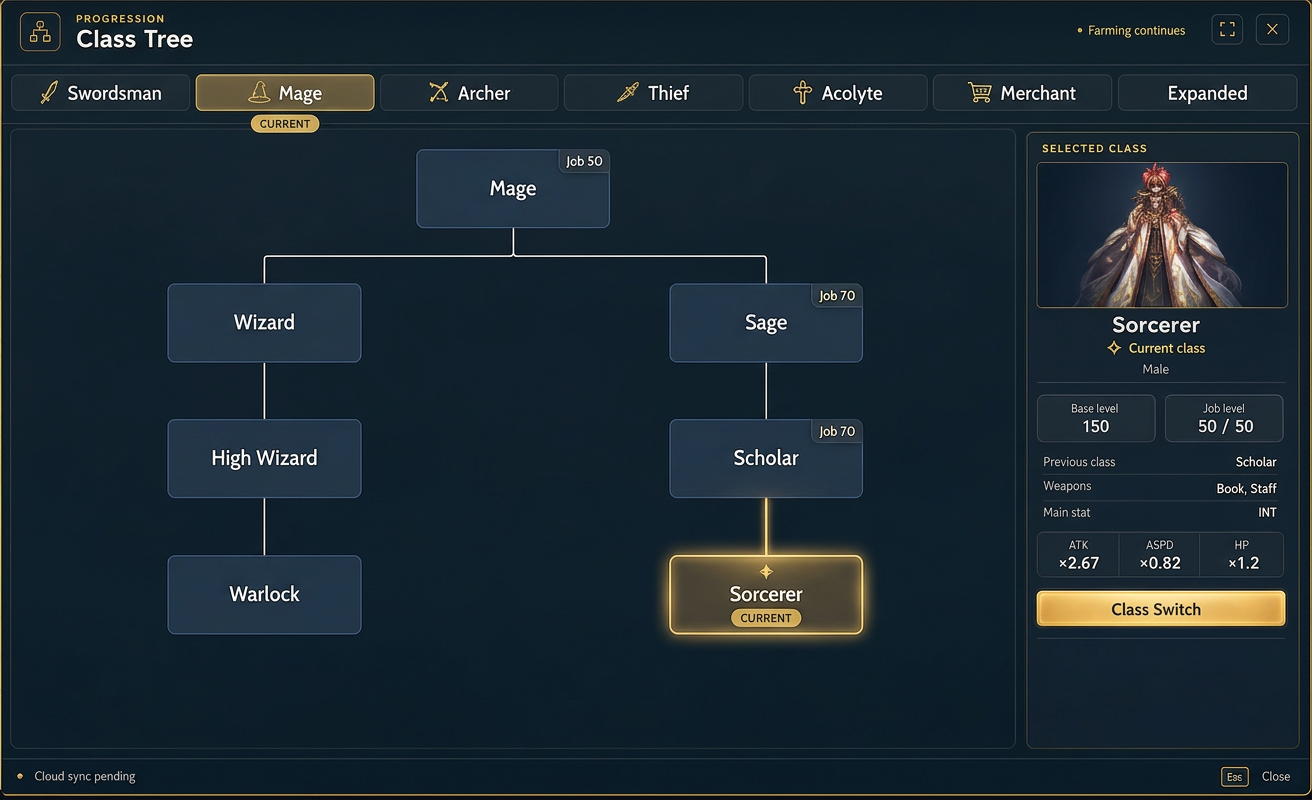 PROGRESSION
Class Tree
Farming continues
Swordsman
Mage
Archer
Thief
Acolyte
Merchant
Expanded
CURRENT
Job 50
Mage
Wizard
Job 70
Sage
High Wizard
Job 70
Scholar
Warlock
Sorcerer
CURRENT
SELECTED CLASS
Sorcerer
Current class
Male
Base level
150
Job level
50 / 50
Previous class Scholar
Weapons Book, Staff
Main stat INT
ATK
×2.67
ASPD
×0.82
HP
×1.2
Class Switch
Cloud sync pending
Esc Close